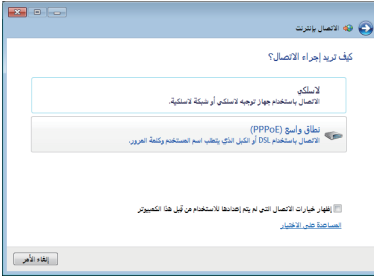 الاتصال بإنترنت
كيف تريد إجراء الاتصال؟
لاسلكي
الاتصال باستخدام جهاز توجيه لاسلكي أو شبكة لاسلكية.
نطاق واسع (PPPoE)
الاتصال باستخدام DSL أو الكبل الذي يتطلب اسم المستخدم وكلمة المرور.
إظهار خيارات الاتصال التي لم يتم إعدادها للاستخدام من قبل هذا الكمبيوتر
المساعدة على الاختيار
إلغاء الأمر